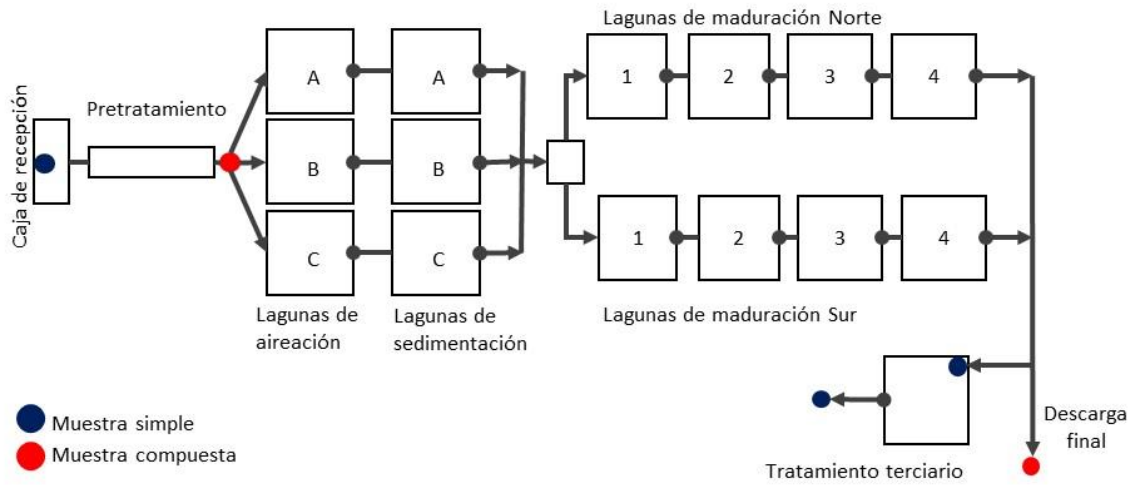 Lagunas de maduración Norte
Caja de recepción
Pretratamiento
A
A
1
2
3
4
B
B
C
C
1
2
3
4
Lagunas de
aireación
Lagunas de
sedimentación
Lagunas de maduración Sur
Muestra simple
Muestra compuesta
Descarga
final
Tratamiento terciario